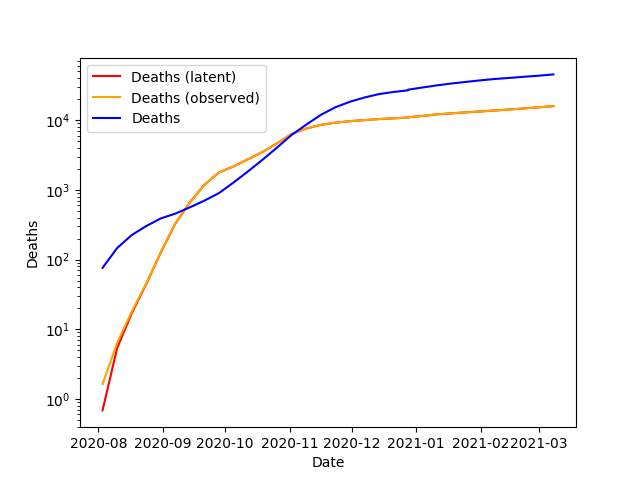 Deaths (latent)
Deaths (observed)
Deaths
10^4
10^3
10^2
10^1
10^0
Deaths
2020-08 2020-09 2020-10 2020-11 2020-12 2021-01 2021-02 2021-03
Date